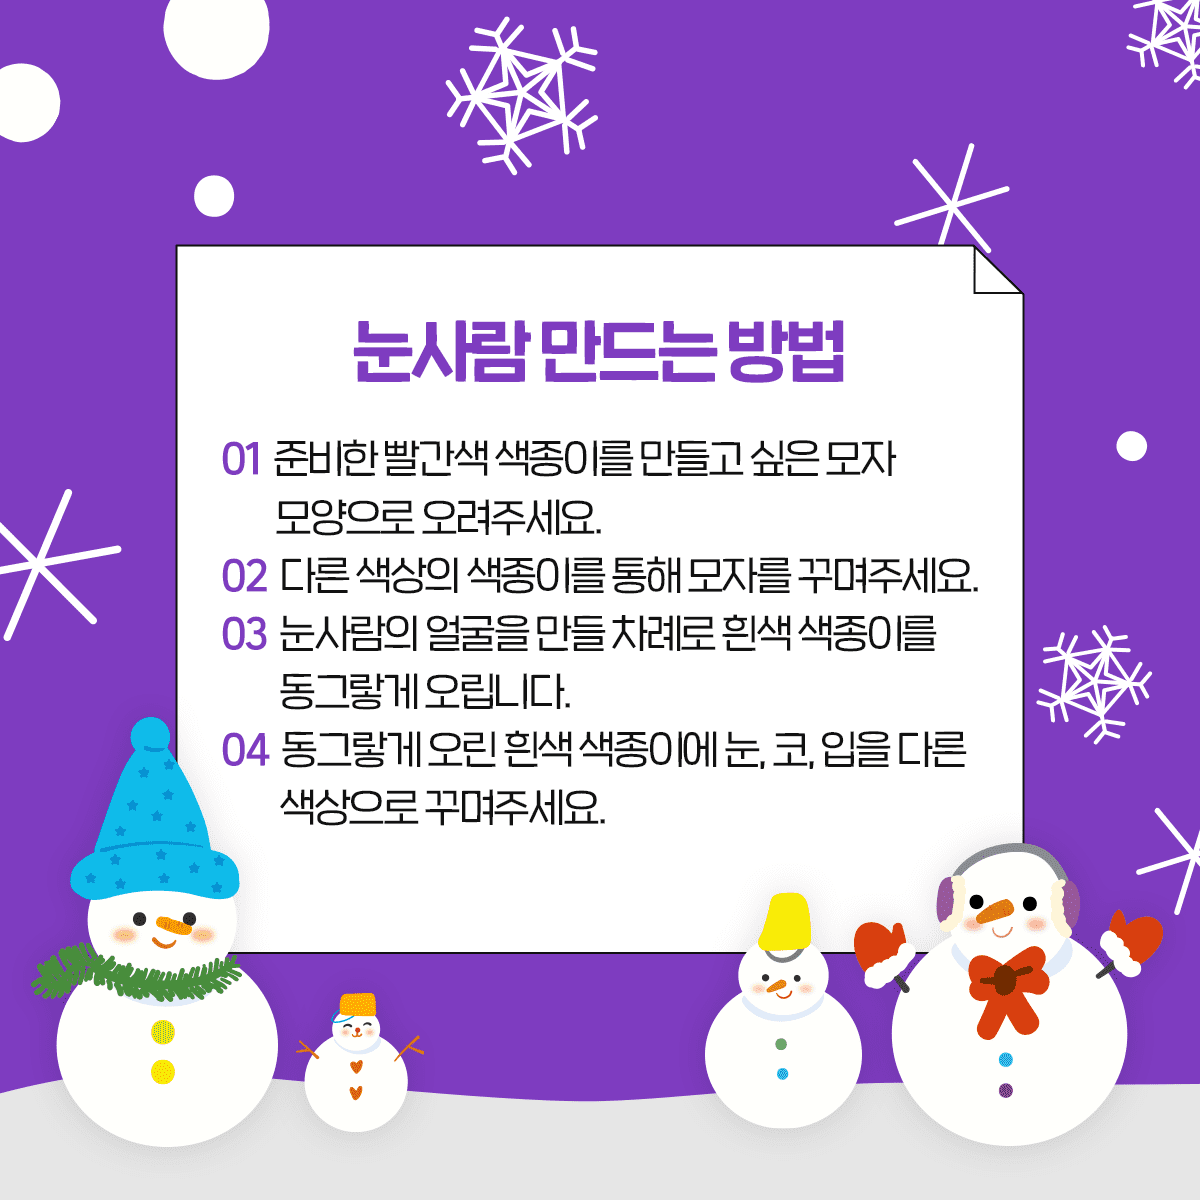 눈사람 만드는 방법
01 준비한 빨간색 색종이를 만들고 싶은 모자
모양으로 오려주세요.
02 다른 색상의 색종이를 통해 모자를 꾸며주세요.
03 눈사람의 얼굴을 만들 차례로 흰색 색종이를
동그랗게 오립니다.
04 동그랗게 오린 흰색 색종이에 눈, 코, 입을 다른
색상으로 꾸며주세요.